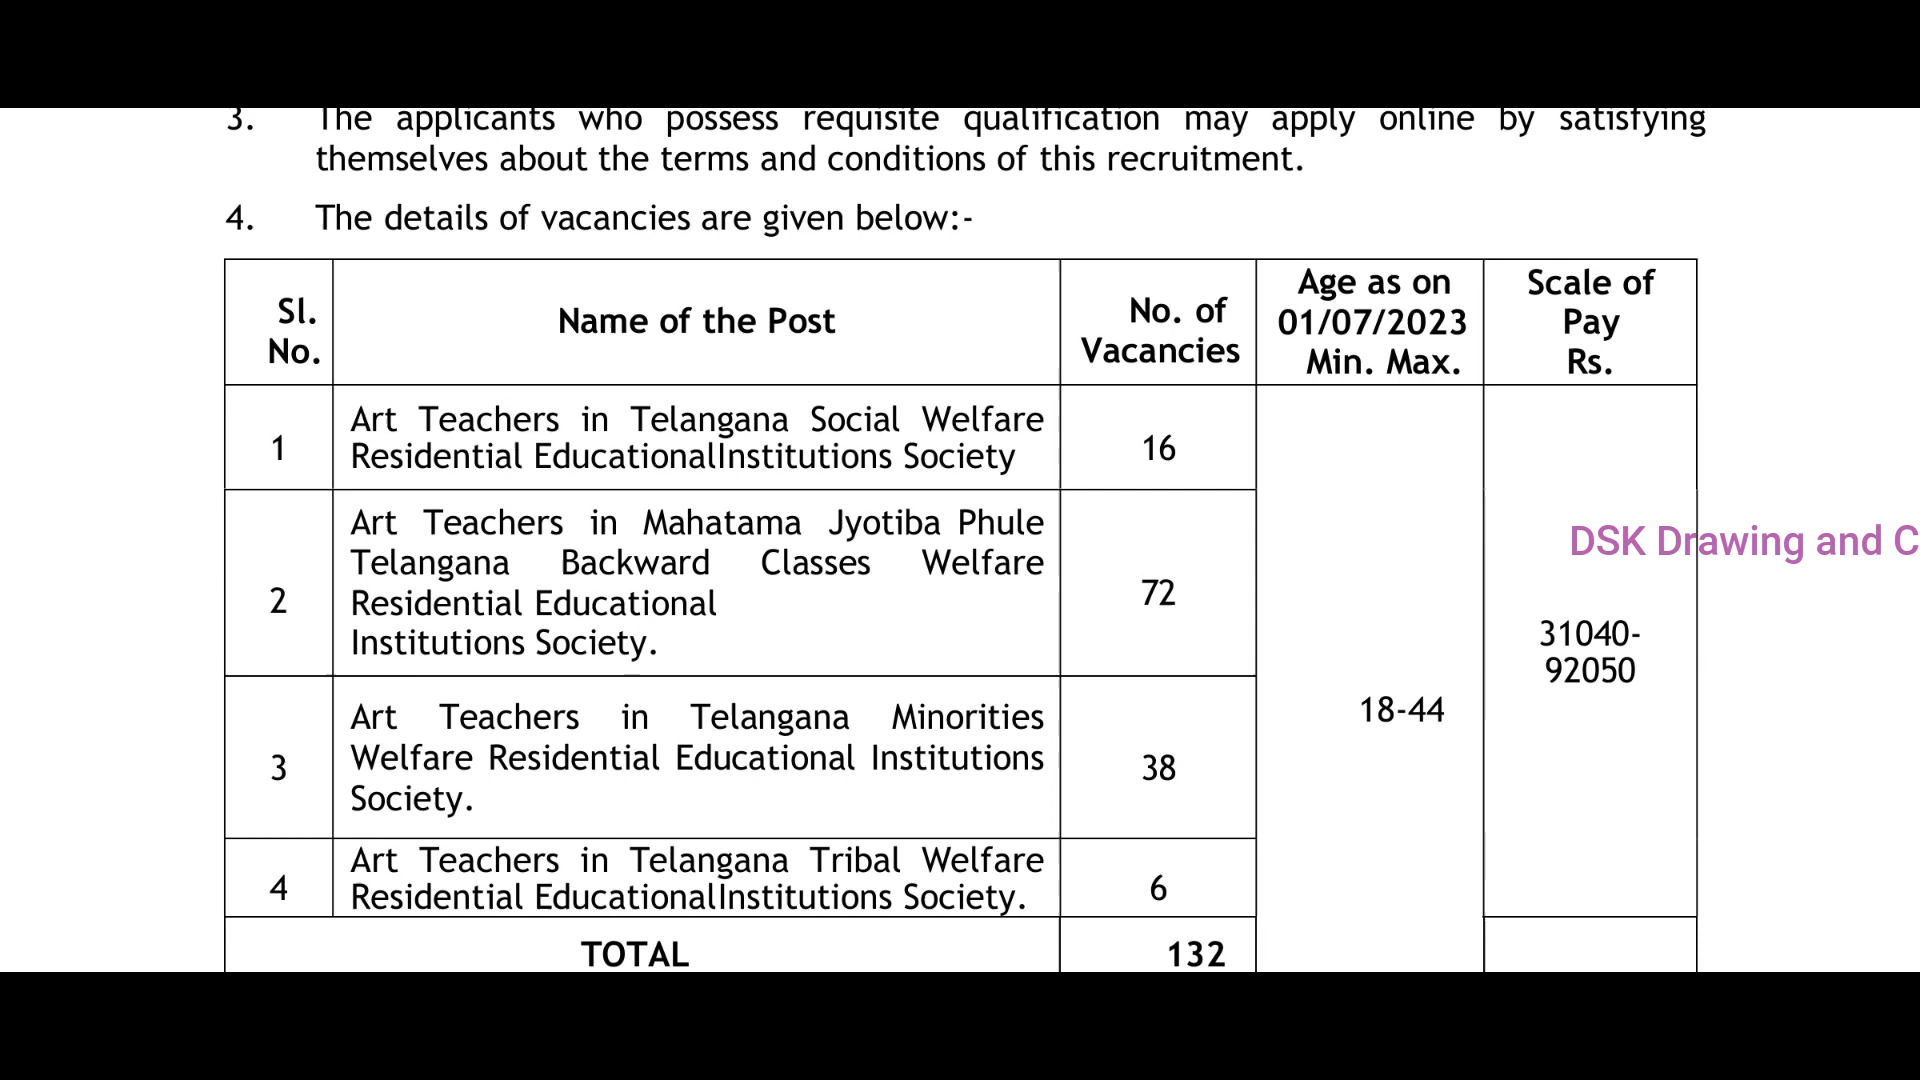 3. The applicants who possess requisite qualification may apply online by satisfying
themselves about the terms and conditions of this recruitment.
4. The details of vacancies are given below:-
Sl.
No.
Name of the Post
No. of
Vacancies
Age as on
01/07/2023
Min. Max.
Scale of
Pay
Rs.
1
Art Teachers in Telangana Social Welfare
Residential EducationalInstitutions Society
16
2
Art Teachers in Mahatama Jyotiba Phule
Telangana Backward Classes Welfare
Residential Educational
Institutions Society.
72
3
Art Teachers in Telangana Minorities
Welfare Residential Educational Institutions
Society.
38
4
Art Teachers in Telangana Tribal Welfare
Residential EducationalInstitutions Society.
6
18-44
31040-
92050
TOTAL
132
DSK Drawing and C